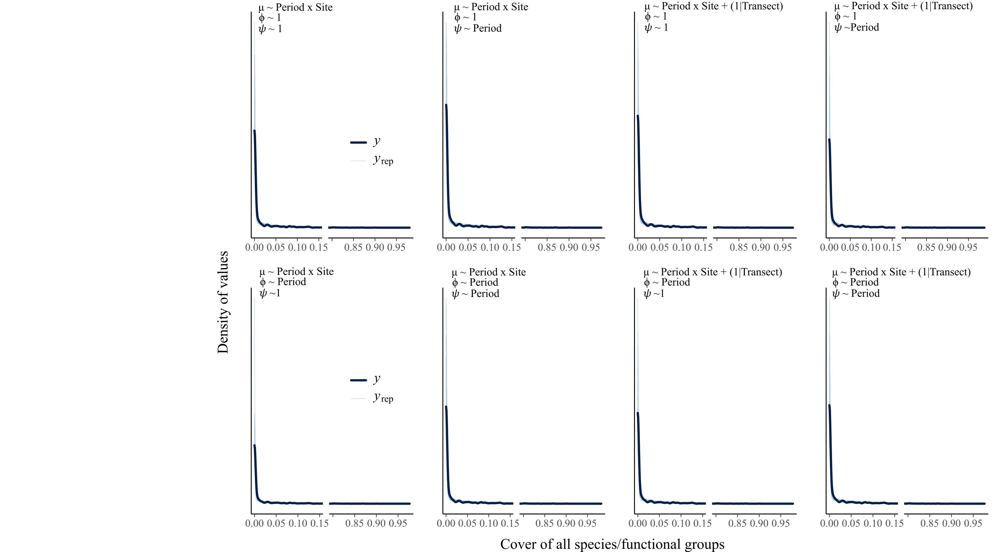 μ ~ Period x Site
ϕ ~ 1
ψ ~ 1
μ ~ Period x Site
ϕ ~ 1
ψ ~ Period
μ ~ Period x Site + (1|Transect)
ϕ ~ 1
ψ ~ 1
μ ~ Period x Site + (1|Transect)
ϕ ~ 1
ψ ~Period
y
yrep
0.00 0.05 0.10 0.15 0.85 0.90 0.95
0.00 0.05 0.10 0.15 0.85 0.90 0.95
0.00 0.05 0.10 0.15 0.85 0.90 0.95
0.00 0.05 0.10 0.15 0.85 0.90 0.95
Density of values
μ ~ Period x Site
ϕ ~ Period
ψ ~1
μ ~ Period x Site
ϕ ~ Period
ψ ~ Period
μ ~ Period x Site + (1|Transect)
ϕ ~ Period
ψ ~1
μ ~ Period x Site + (1|Transect)
ϕ ~ Period
ψ ~ Period
y
yrep
0.00 0.05 0.10 0.15 0.85 0.90 0.95
0.00 0.05 0.10 0.15 0.85 0.90 0.95
0.00 0.05 0.10 0.15 0.85 0.90 0.95
0.00 0.05 0.10 0.15 0.85 0.90 0.95
Cover of all species/functional groups